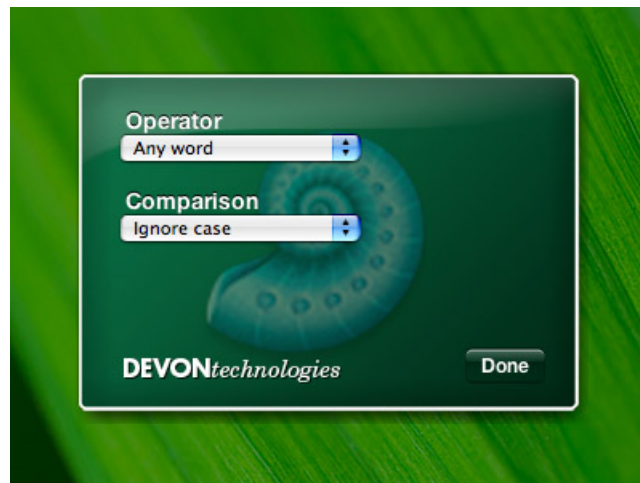 Operator
Any word
Comparison
Ignore case
DEVONtechnologies
Done